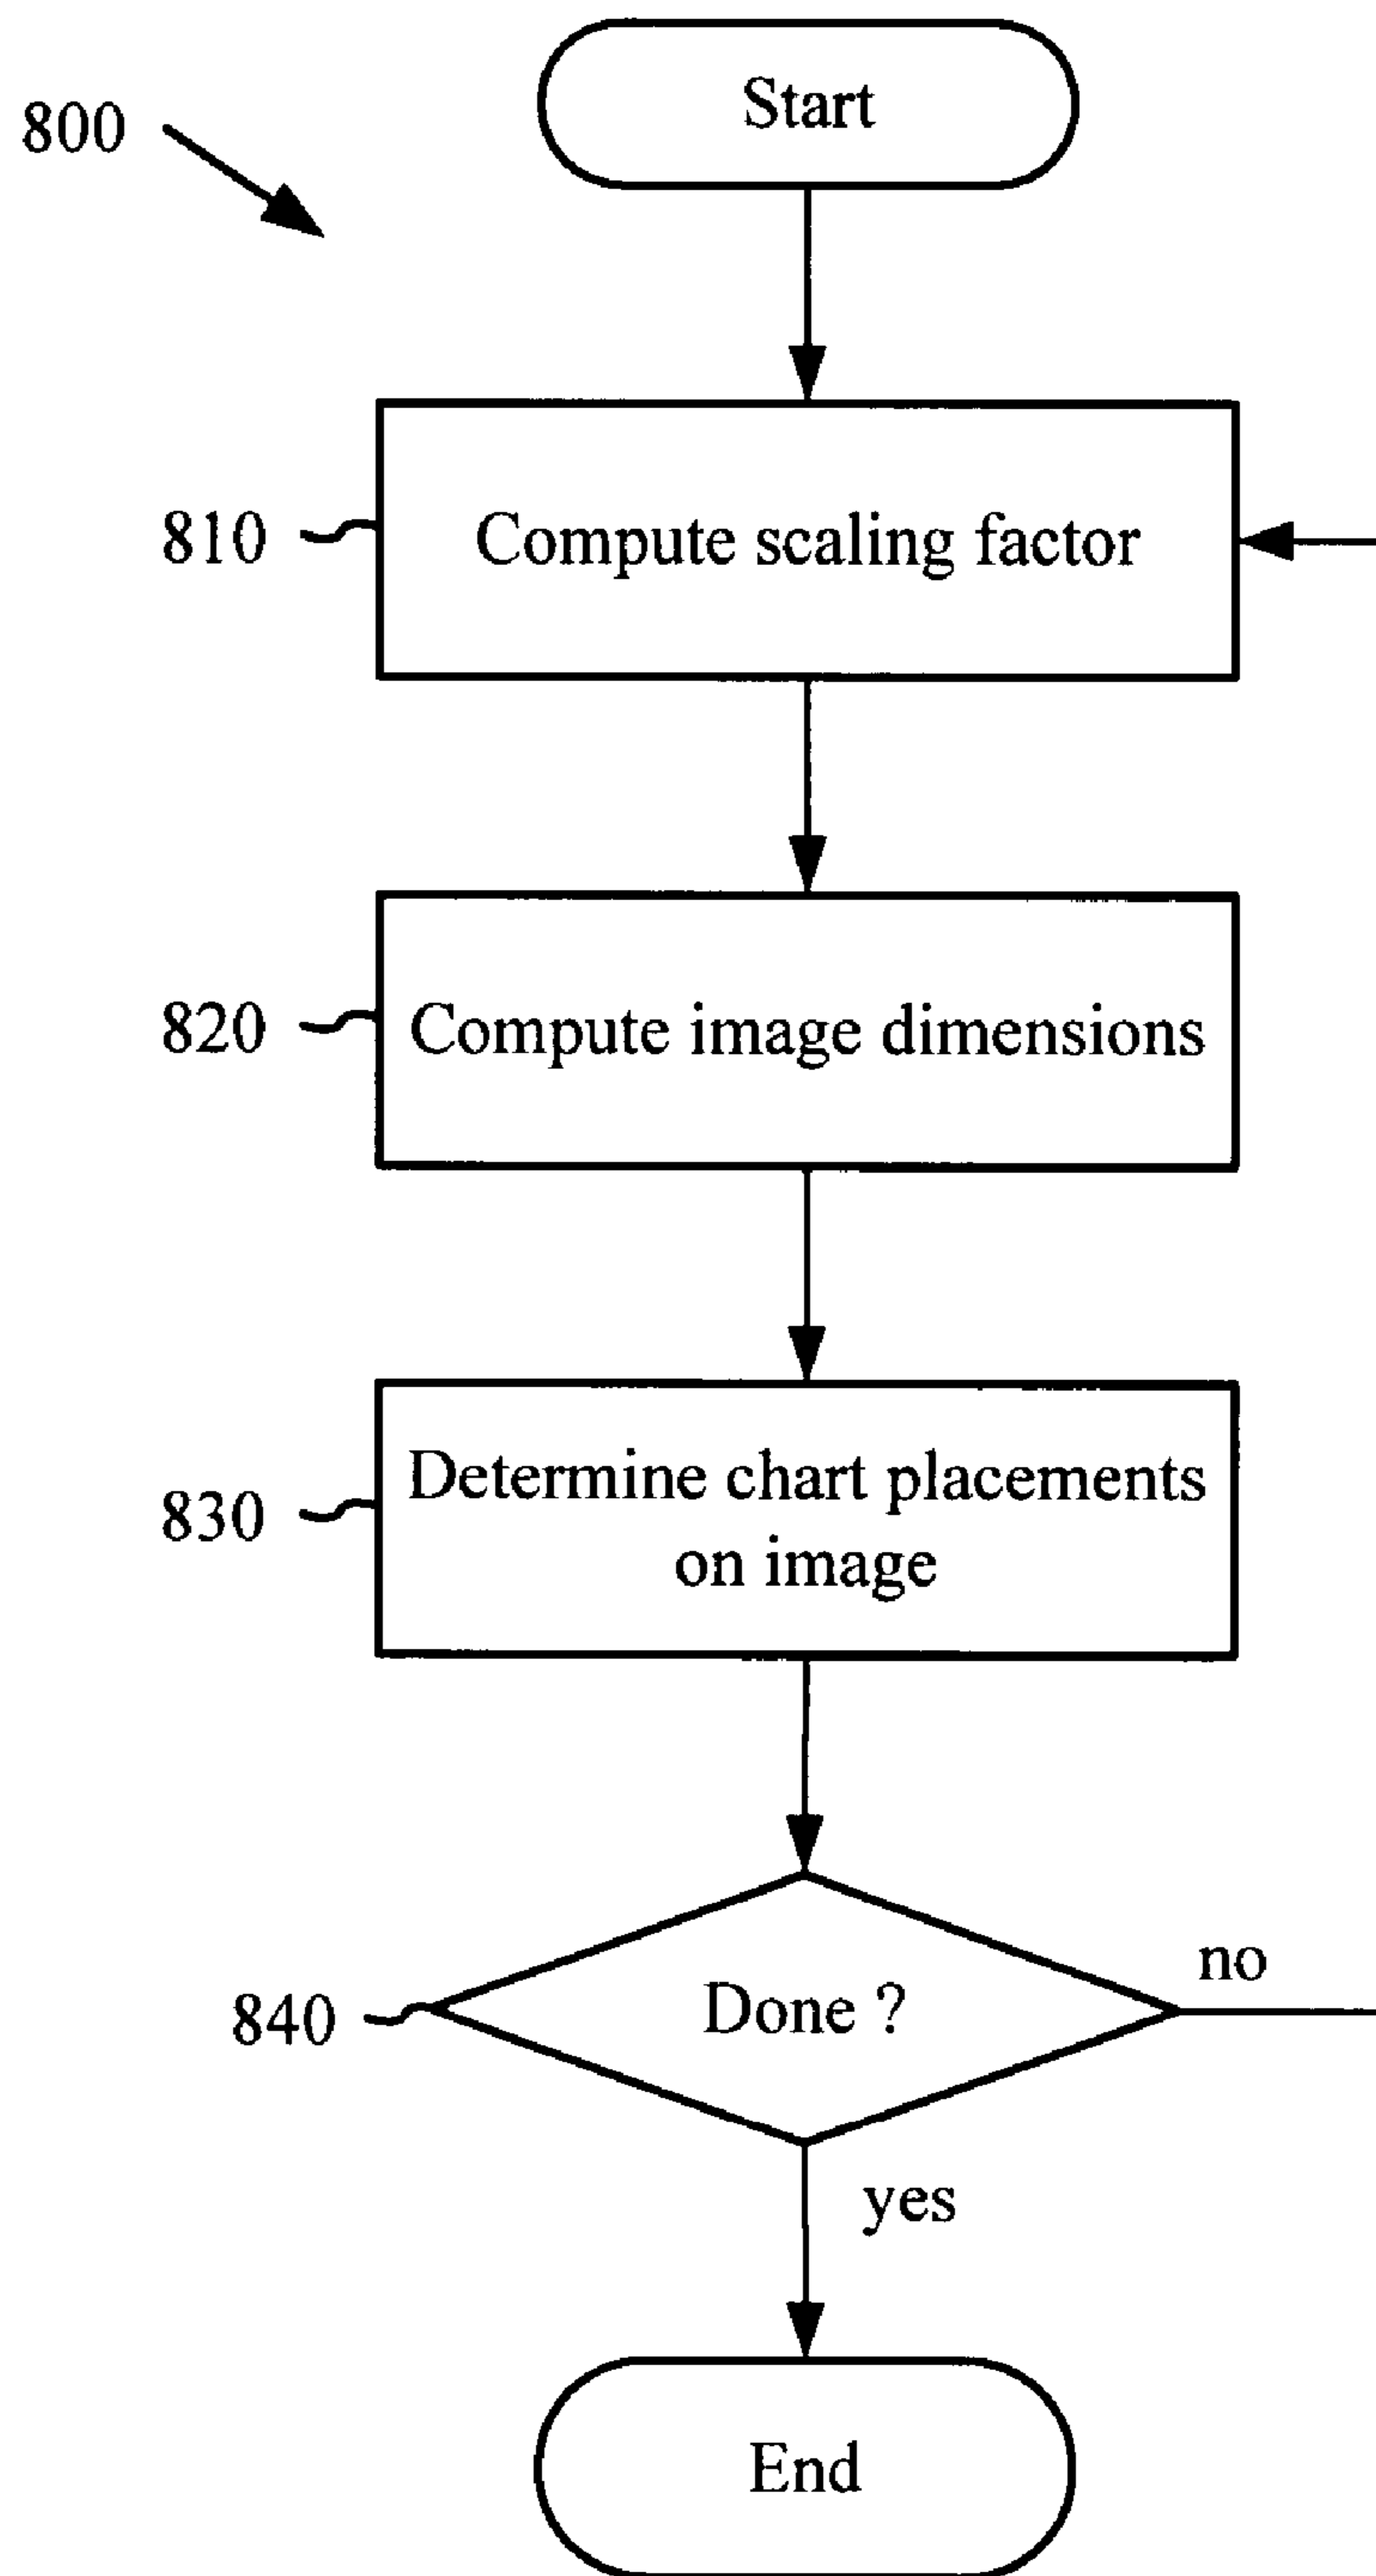 Start
800
810
Compute scaling factor
820
Compute image dimensions
830
Determine chart placements
on image
840
Done ?
no
yes
End